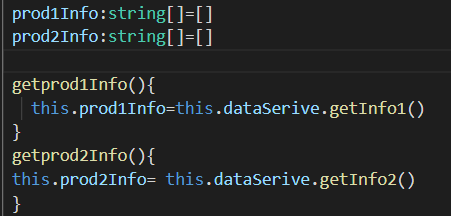 prod1Info:string[]=[]
prod2Info:string[]=[]
getprod1Info(){
this.prod1Info=this.dataSerive.getInfo1()
}
getprod2Info(){
this.prod2Info= this.dataSerive.getInfo2()
}